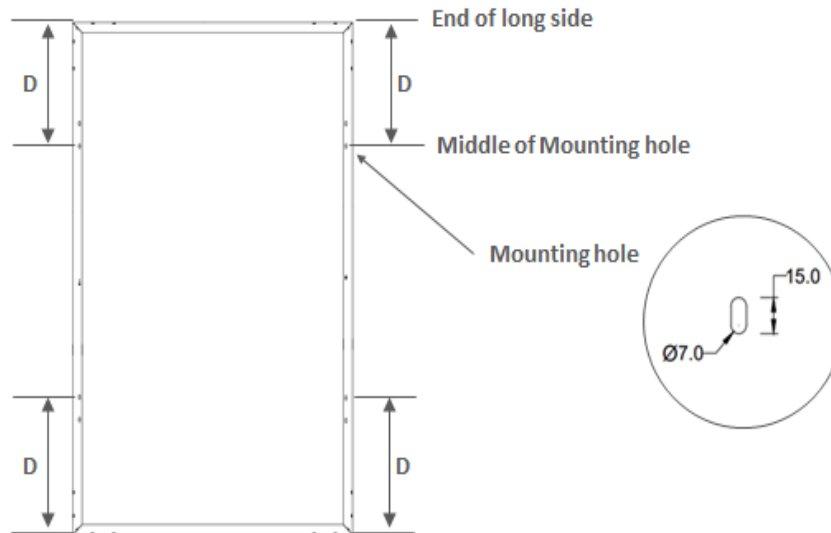 End of long side
D
D
Middle of Mounting hole
Mounting hole
15.0
Ø7.0
D
D